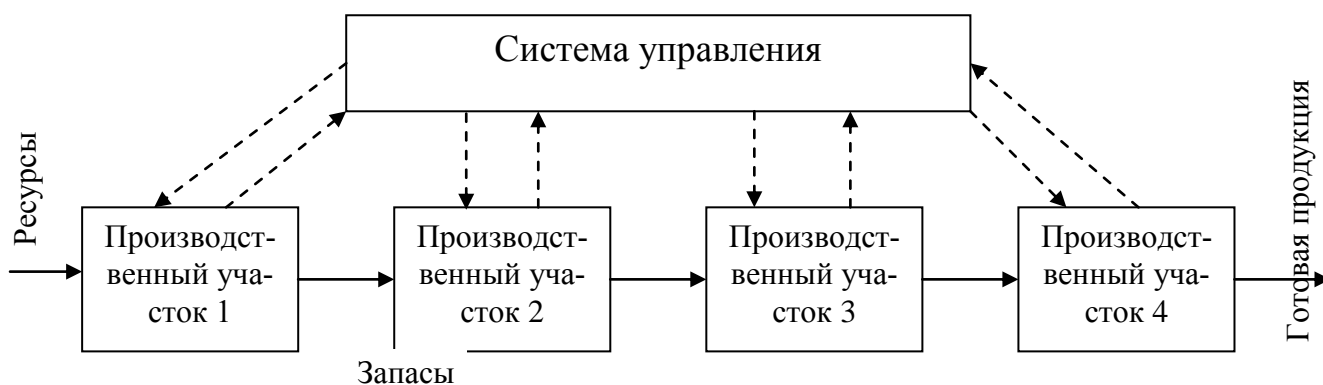 Система управления
Ресурсы
Производст-
венный уча-
сток 1
Производст-
венный уча-
сток 2
Производст-
венный уча-
сток 3
Производст-
венный уча-
сток 4
Готовая продукция
Запасы